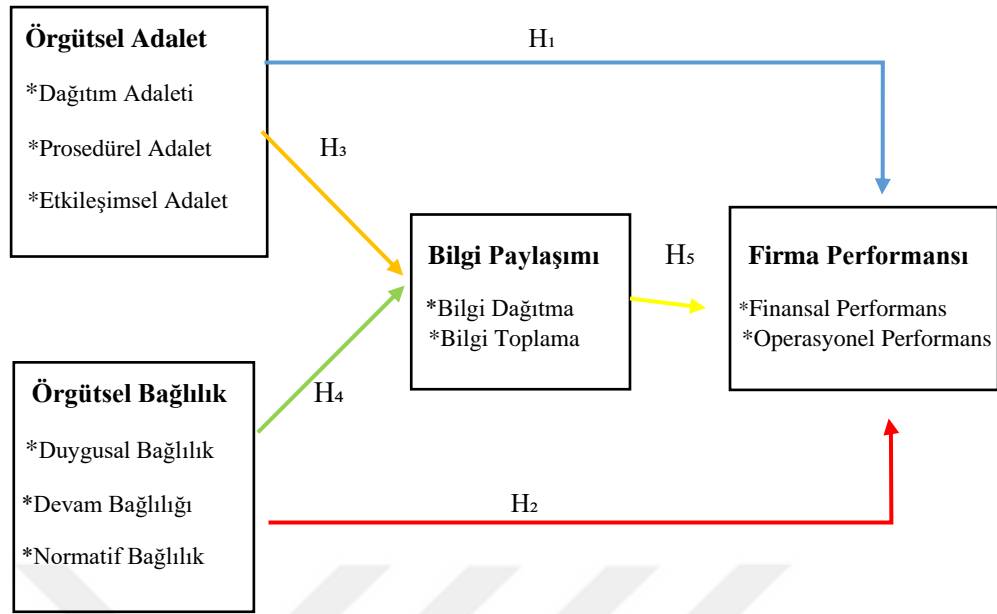 Örgütsel Adalet
*Dağıtım Adaleti
*Prosedürel Adalet
*Etkileşimsel Adalet
H₁
H₃
Bilgi Paylaşımı
*Bilgi Dağıtma
*Bilgi Toplama
H₅
Firma Performansı
*Finansal Performans
*Operasyonel Performans
H₄
Örgütsel Bağlılık
*Duygusal Bağlılık
*Devam Bağlılığı
*Normatif Bağlılık
H₂